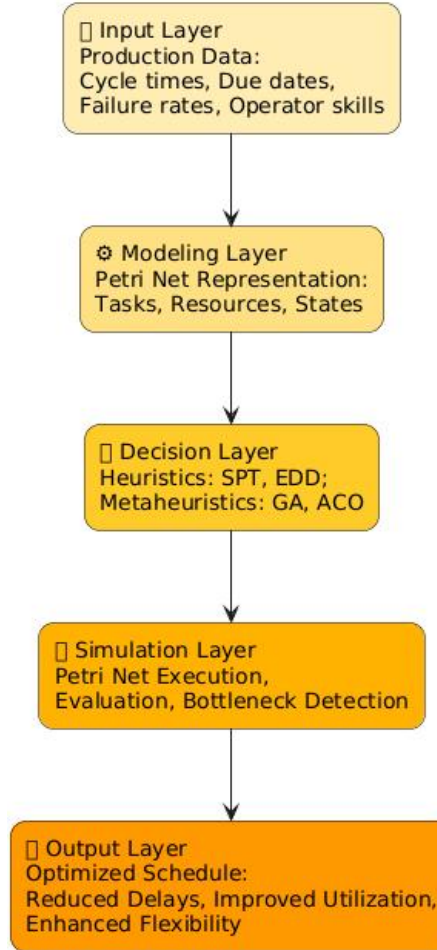 Input Layer
Production Data:
Cycle times, Due dates,
Failure rates, Operator skills
⚙ Modeling Layer
Petri Net Representation:
Tasks, Resources, States
Decision Layer
Heuristics: SPT, EDD;
Metaheuristics: GA, ACO
Simulation Layer
Petri Net Execution,
Evaluation, Bottleneck Detection
Output Layer
Optimized Schedule:
Reduced Delays, Improved Utilization,
Enhanced Flexibility